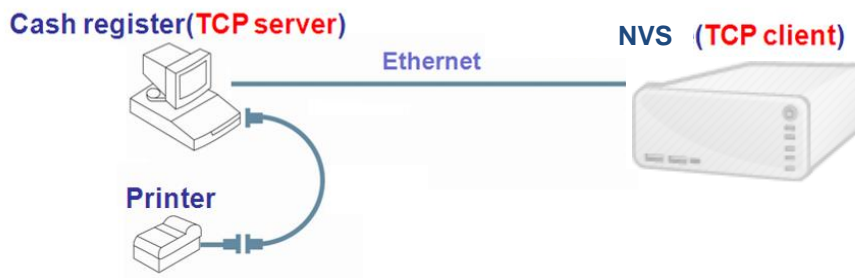 Cash register(TCP server)
NVS (TCP client)
Ethernet
Printer